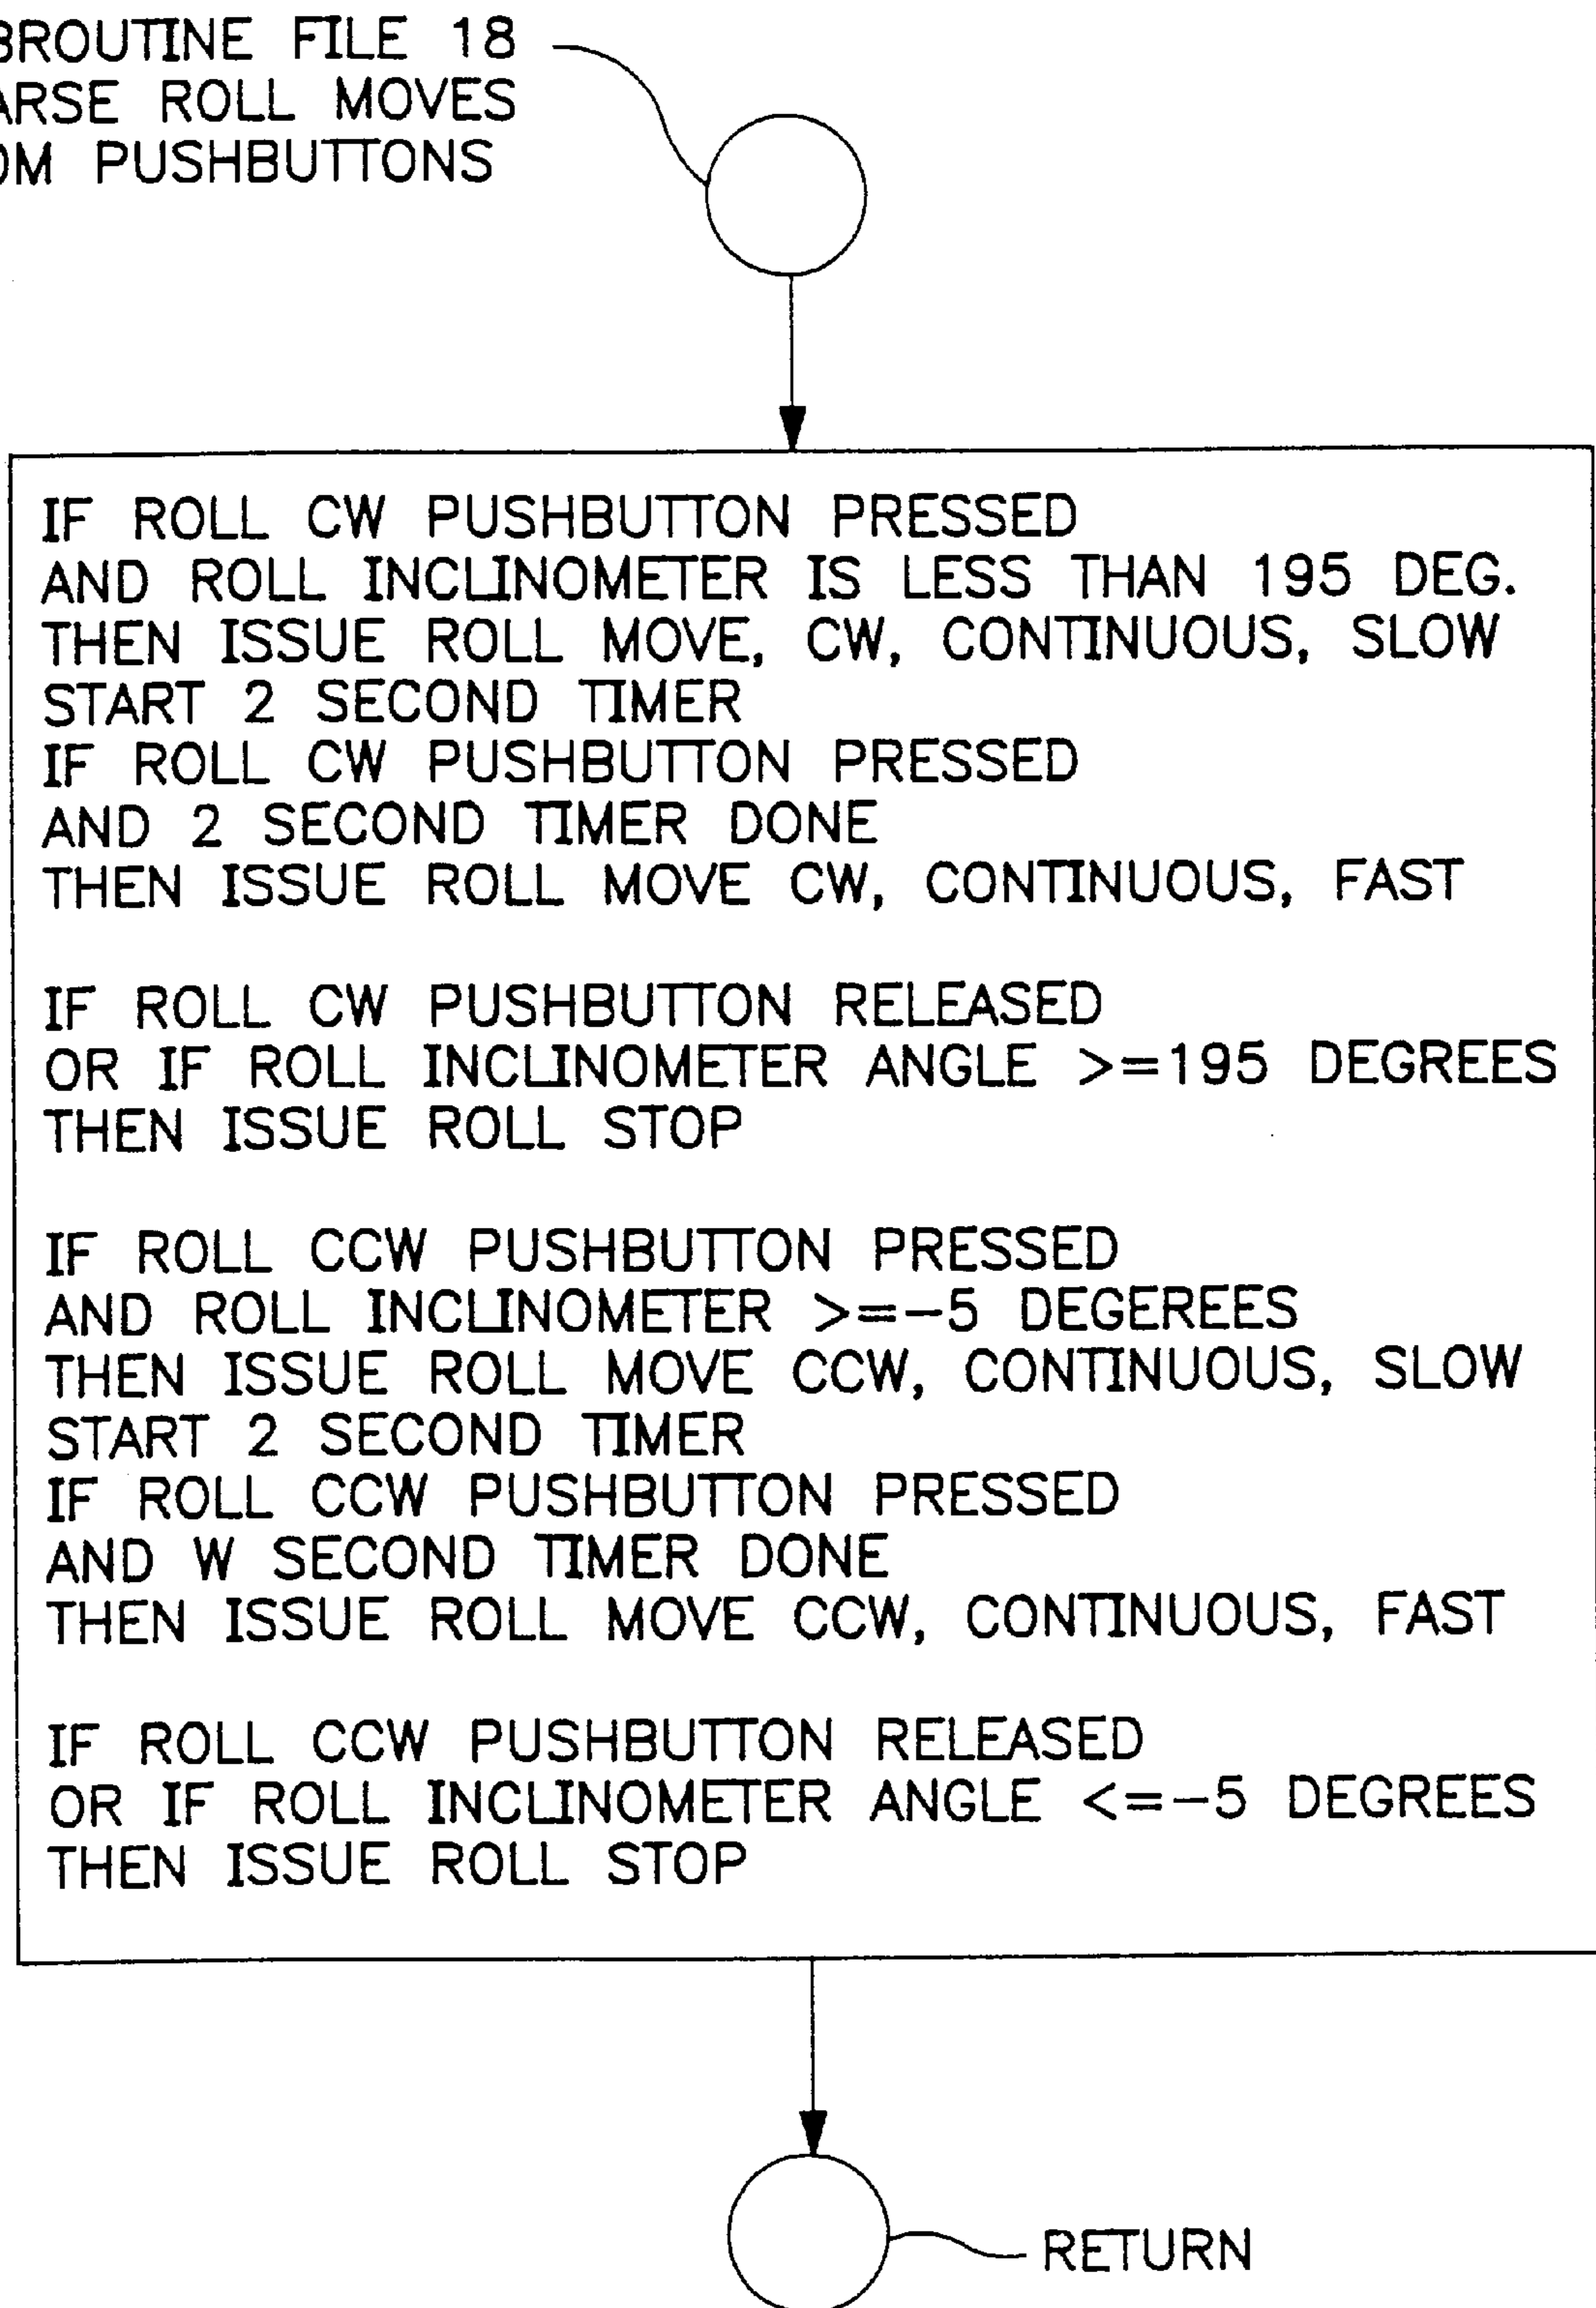 BROUTINE FILE 18
ARSE ROLL MOVES
OM PUSHBUTTONS
IF ROLL CW PUSHBUTTON PRESSED
AND ROLL INCLINOMETER IS LESS THAN 195 DEG.
THEN ISSUE ROLL MOVE, CW, CONTINUOUS, SLOW
START 2 SECOND TIMER
IF ROLL CW PUSHBUTTON PRESSED
AND 2 SECOND TIMER DONE
THEN ISSUE ROLL MOVE CW, CONTINUOUS, FAST
IF ROLL CW PUSHBUTTON RELEASED
OR IF ROLL INCLINOMETER ANGLE >=195 DEGREES
THEN ISSUE ROLL STOP
IF ROLL CCW PUSHBUTTON PRESSED
AND ROLL INCLINOMETER >=-5 DEGEREES
THEN ISSUE ROLL MOVE CCW, CONTINUOUS, SLOW
START 2 SECOND TIMER
IF ROLL CCW PUSHBUTTON PRESSED
AND W SECOND TIMER DONE
THEN ISSUE ROLL MOVE CCW, CONTINUOUS, FAST
IF ROLL CCW PUSHBUTTON RELEASED
OR IF ROLL INCLINOMETER ANGLE <=-5 DEGREES
THEN ISSUE ROLL STOP
RETURN